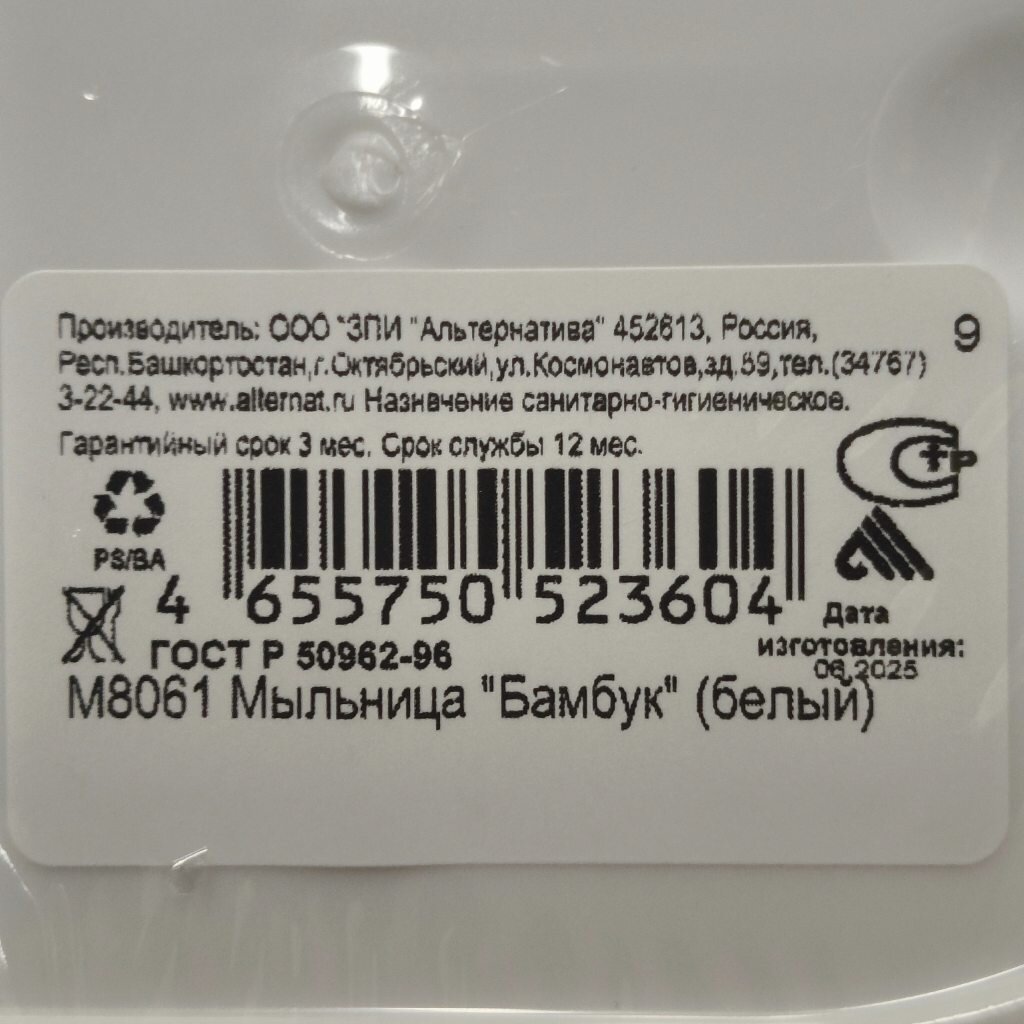 Производитель: ООО "ЗПИ "Альтернатива" 452613, Россия,
9
Респ.Башкортостан,г.Октябрьский,ул.Космонавтов,зд.59,тел.(34767)
3-22-44, www.alternat.ru Назначение санитарно-гигиеническое.
Гарантийный срок 3 мес. Срок службы 12 мес.
PS/BA
4 655750 523604
Дата
изготовления:
06.2025
ГОСТ Р 50962-96
М8061 Мыльница "Бамбук" (белый)